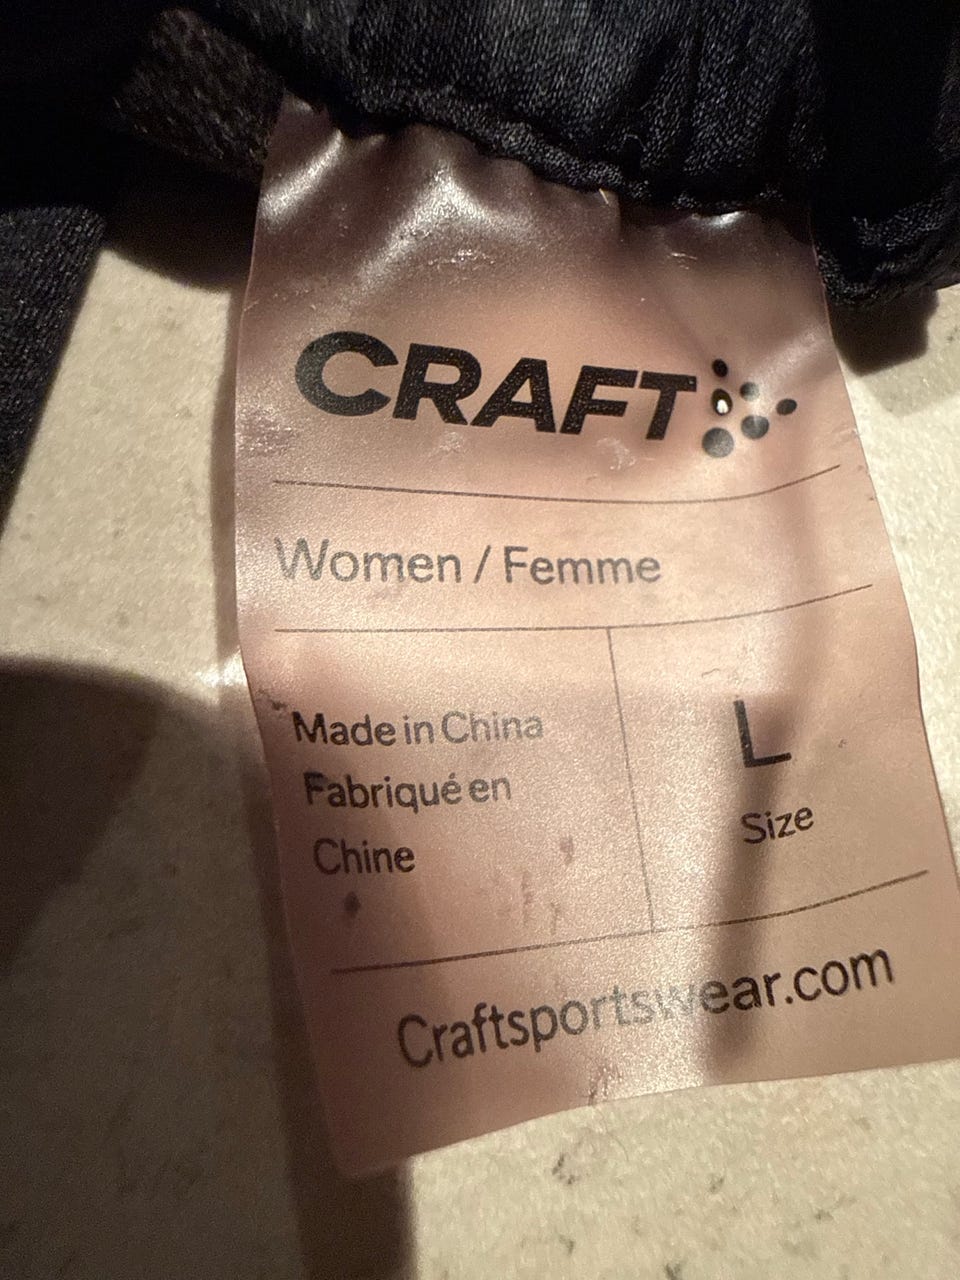 CRAFT
Women / Femme
Made in China
Fabriqué en
Chine
L
Size
Craftsportswear.com